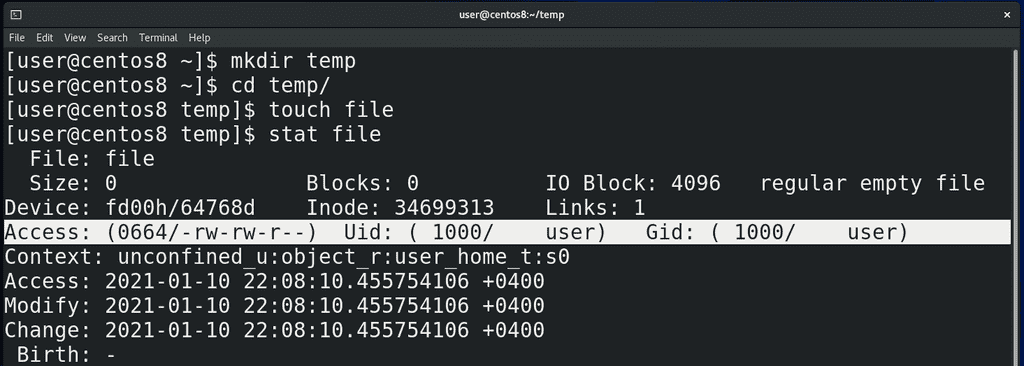 user@centos8:~/temp
File Edit View Search Terminal Help
[user@centos8 ~]$ mkdir temp
[user@centos8 ~]$ cd temp/
[user@centos8 temp]$ touch file
[user@centos8 temp]$ stat file
  File: file
  Size: 0               Blocks: 0          IO Block: 4096   regular empty file
Device: fd00h/64768d    Inode: 34699313    Links: 1
Access: (0664/-rw-rw-r--)  Uid: ( 1000/    user)   Gid: ( 1000/    user)
Context: unconfined_u:object_r:user_home_t:s0
Access: 2021-01-10 22:08:10.455754106 +0400
Modify: 2021-01-10 22:08:10.455754106 +0400
Change: 2021-01-10 22:08:10.455754106 +0400
 Birth: -